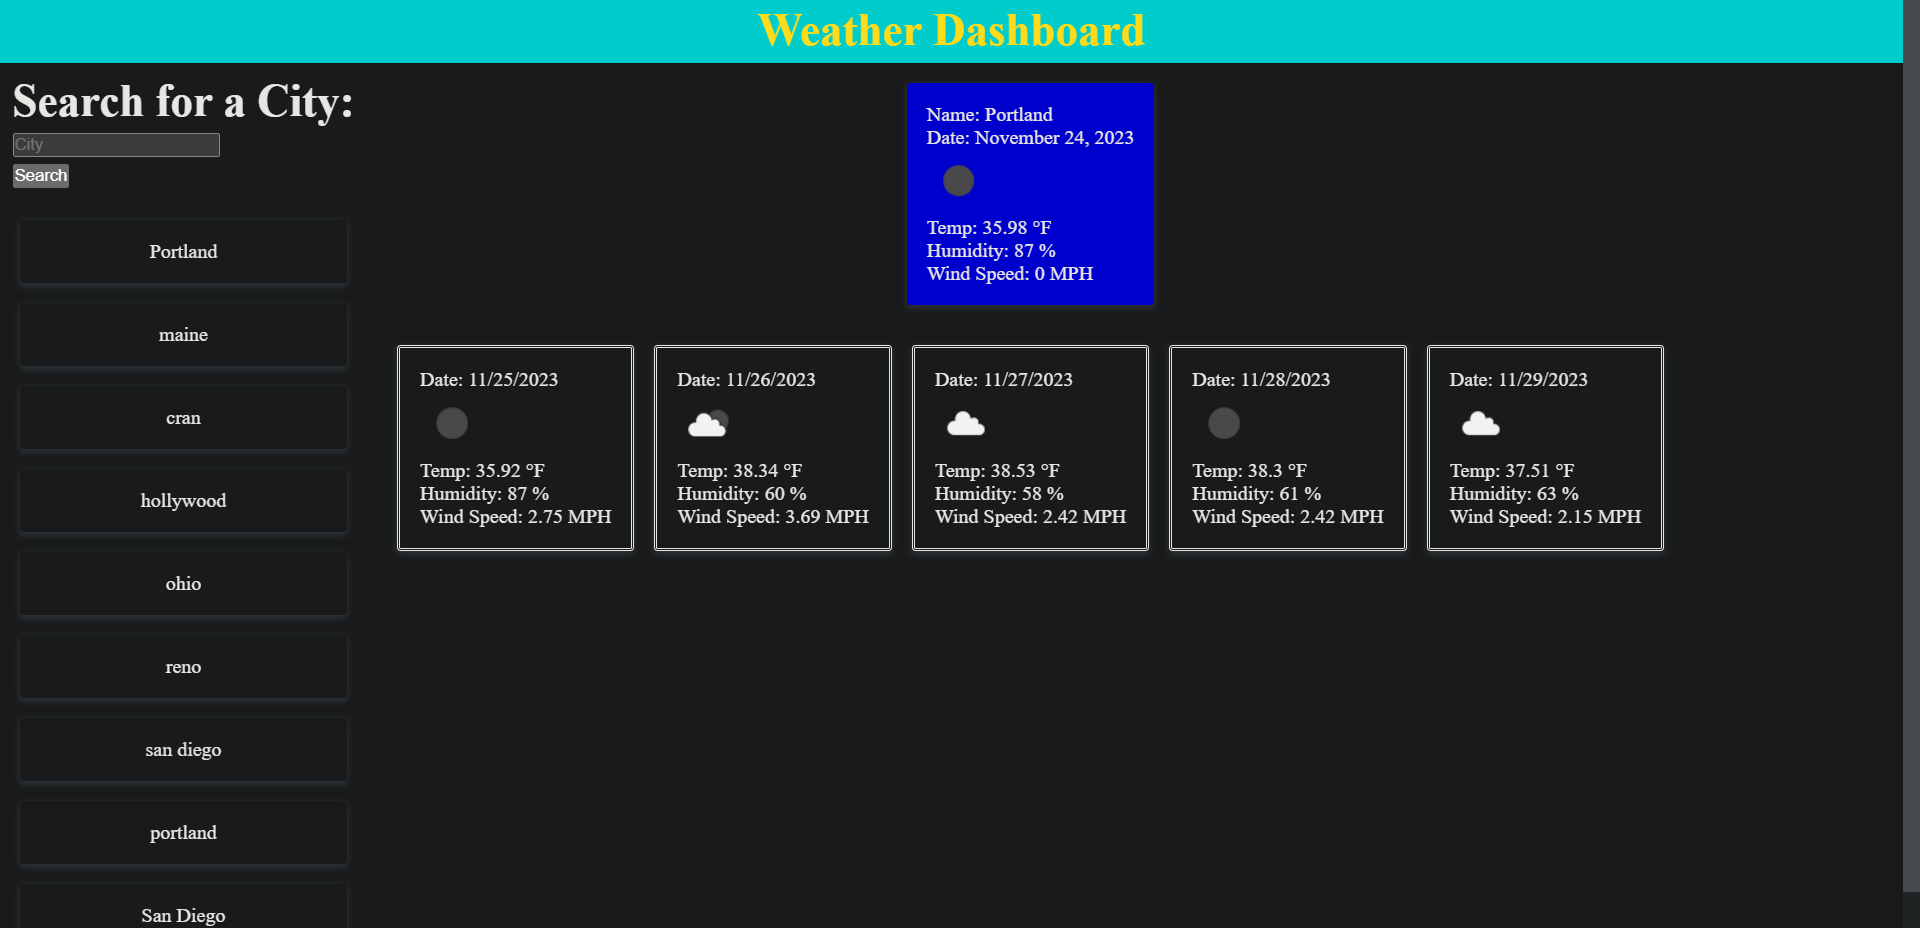 Weather Dashboard
Search for a City:
City
Search
Portland
maine
cran
hollywood
ohio
reno
san diego
portland
San Diego
Name: Portland
Date: November 24, 2023
Temp: 35.98 °F
Humidity: 87 %
Wind Speed: 0 MPH
Date: 11/25/2023
Temp: 35.92 °F
Humidity: 87 %
Wind Speed: 2.75 MPH
Date: 11/26/2023
Temp: 38.34 °F
Humidity: 60 %
Wind Speed: 3.69 MPH
Date: 11/27/2023
Temp: 38.53 °F
Humidity: 58 %
Wind Speed: 2.42 MPH
Date: 11/28/2023
Temp: 38.3 °F
Humidity: 61 %
Wind Speed: 2.42 MPH
Date: 11/29/2023
Temp: 37.51 °F
Humidity: 63 %
Wind Speed: 2.15 MPH